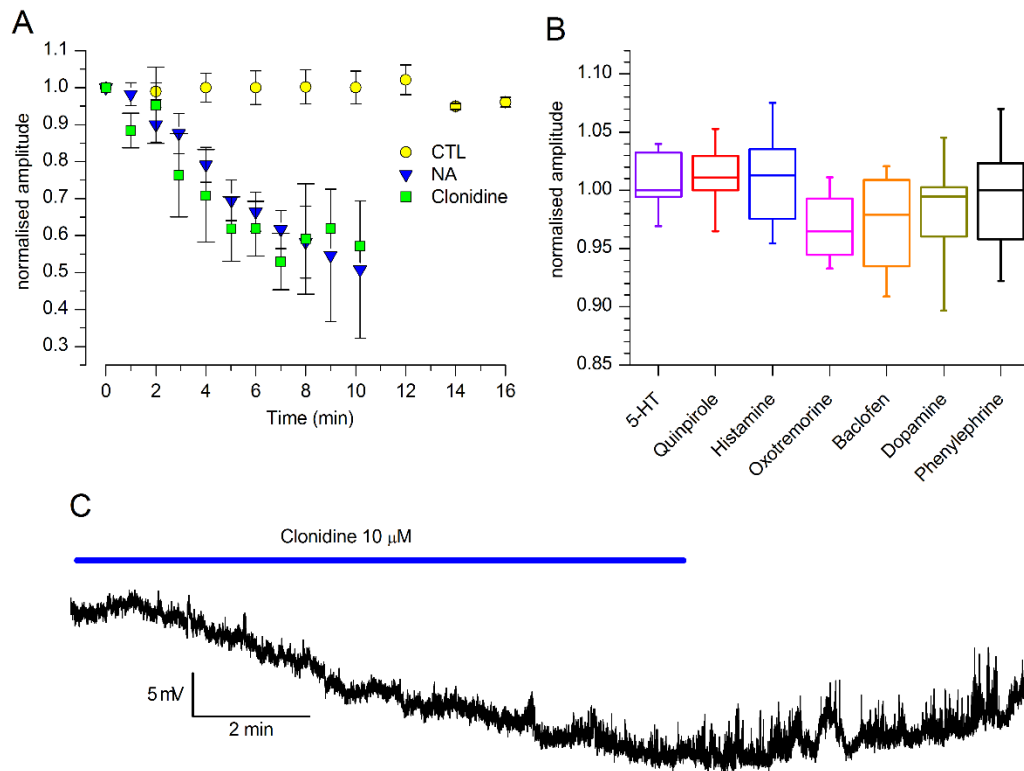 A
normalised amplitude
1.1
1.0
0.9
0.8
0.7
0.6
0.5
0.4
0.3
CTL
NA
Clonidine
0 2 4 6 8 10 12 14 16
Time (min)
B
normalised amplitude
1.10
1.05
1.00
0.95
0.90
0.85
5-HT
Quinpirole
Histamine
Oxotremorine
Baclofen
Dopamine
Phenylephrine
C
Clonidine 10 μM
5 mV
2 min